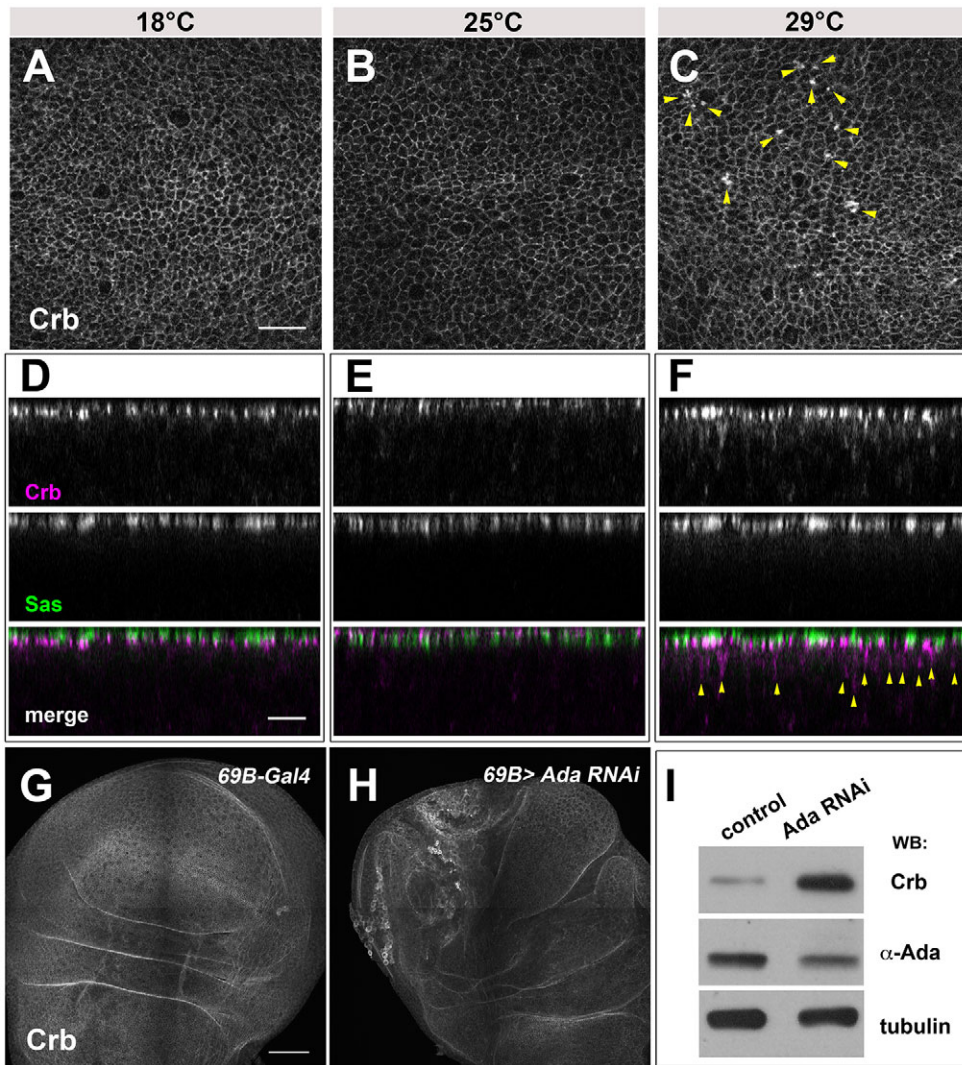 18°C 25°C 29°C
A B C
Crb
D E F
Crb
Sas
merge
G 69B-Gal4 H 69B> Ada RNAi I
control Ada RNAi
WB:
Crb
α-Ada
tubulin
Crb